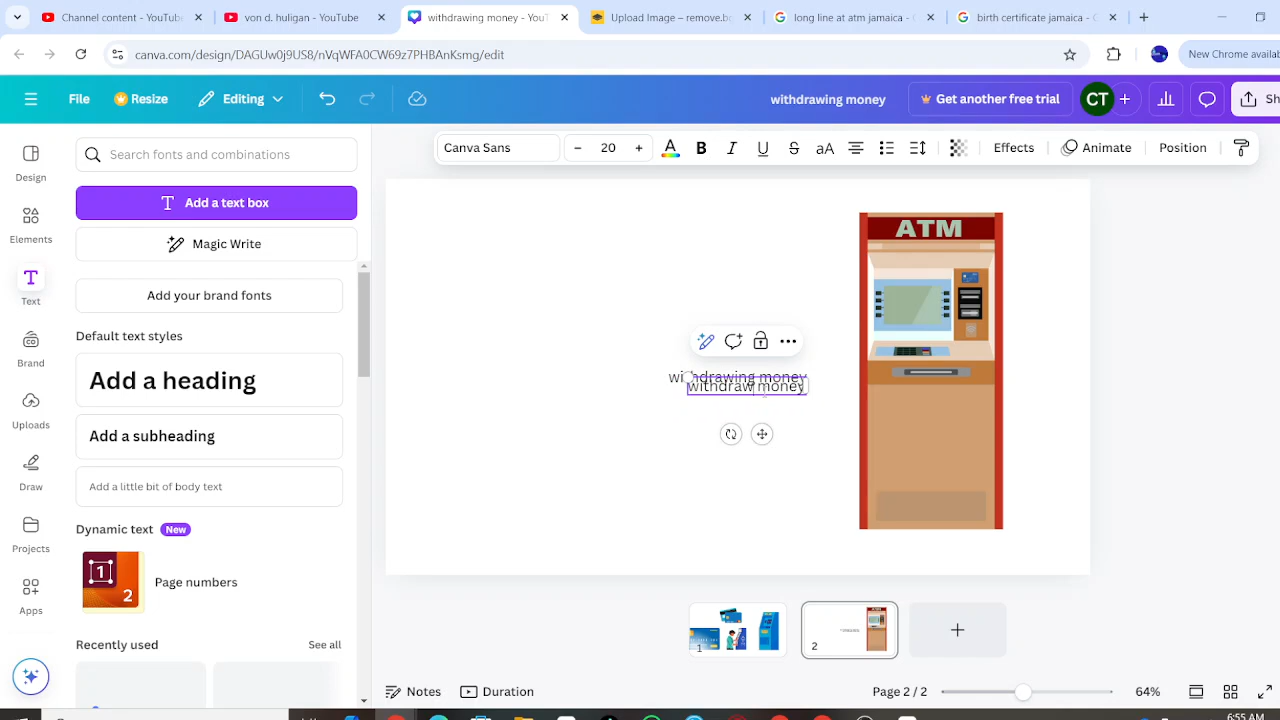 Channel content - YouTube
von d. huligan - YouTube
withdrawing money - YouT
Upload Image – remove.b
long line at atm jamaica -
birth certificate jamaica -
canva.com/design/DAGUw0j9US8/nVqWFA0CW69z7PHBAnKsmg/edit
New Chrome availab
File
Resize
Editing
withdrawing money
Get another free trial
CT
Sh
Search fonts and combinations
Canva Sans
20
A
B
I
U
S
aA
Effects
Animate
Position
Design
Elements
Text
Brand
Uploads
Draw
Projects
Apps
Add a text box
Magic Write
Add your brand fonts
Default text styles
Add a heading
Add a subheading
Add a little bit of body text
Dynamic text New
1
2
Page numbers
Recently used
See all
ATM
withdrawing money
withdraw money
1
2
Notes
Duration
Page 2 / 2
64%
6:55 AM